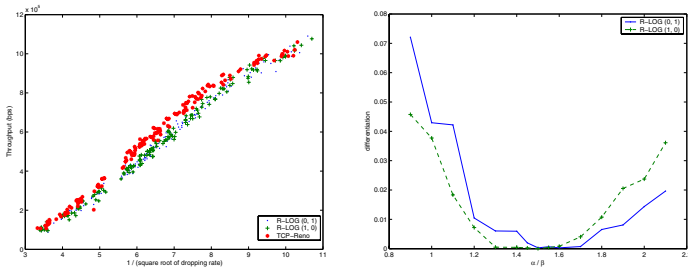 12 x 10⁴
10
8
6
4
2
0
3 4 5 6 7 8 9 10 11
Throughput (bps)
1 / (square root of dropping rate)
R-LOG (0, 1)
R-LOG (1, 0)
TCP-Reno
0.08
0.07
0.06
0.05
0.04
0.03
0.02
0.01
0
0.8 1 1.2 1.4 1.6 1.8 2 2.2
differentiation
α / β
R-LOG (0, 1)
R-LOG (1, 0)